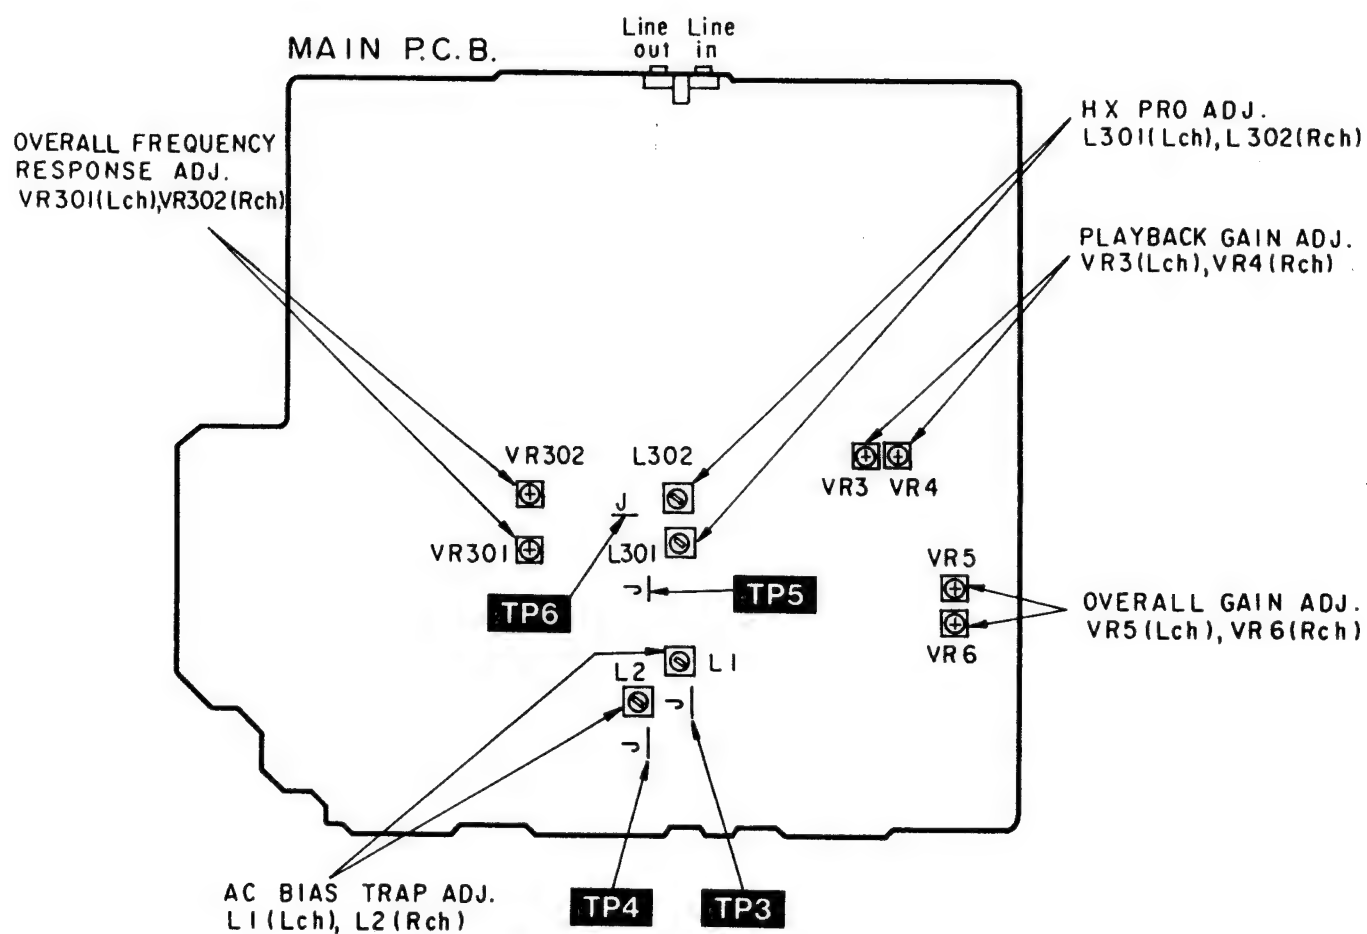 MAIN P.C.B.
Line Line
out in
OVERALL FREQUENCY
RESPONSE ADJ.
VR301(Lch),VR302(Rch)
HX PRO ADJ.
L301(Lch), L302(Rch)
PLAYBACK GAIN ADJ.
VR3(Lch), VR4(Rch)
VR302
L302
J
VR3 VR4
VR301
L301
J
TP6
TP5
VR5
VR6
OVERALL GAIN ADJ.
VR5(Lch), VR6(Rch)
L2
L1
J
J
AC BIAS TRAP ADJ.
L1(Lch), L2(Rch)
TP4
TP3